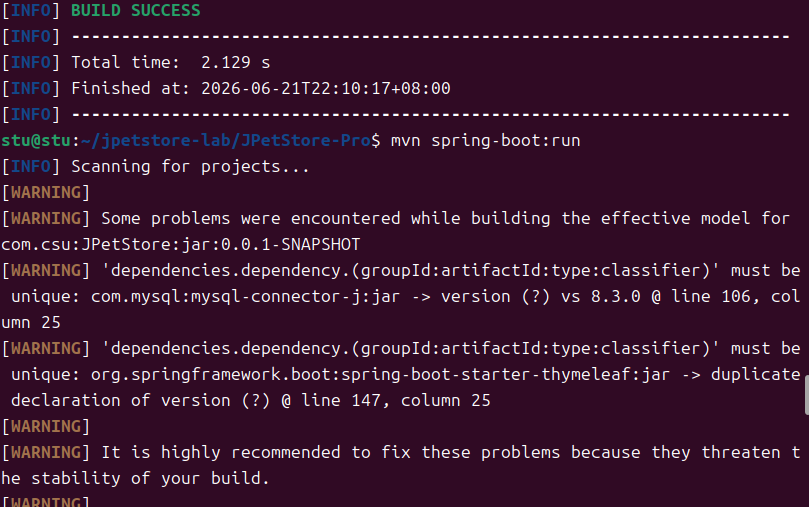 [INFO] BUILD SUCCESS
[INFO] ------------------------------------------------------------------------
[INFO] Total time:  2.129 s
[INFO] Finished at: 2026-06-21T22:10:17+08:00
[INFO] ------------------------------------------------------------------------
stu@stu:~/jpetstore-lab/JPetStore-Pro$ mvn spring-boot:run
[INFO] Scanning for projects...
[WARNING]
[WARNING] Some problems were encountered while building the effective model for
com.csu:JPetStore:jar:0.0.1-SNAPSHOT
[WARNING] 'dependencies.dependency.(groupId:artifactId:type:classifier)' must be
 unique: com.mysql:mysql-connector-j:jar -> version (?) vs 8.3.0 @ line 106, col
umn 25
[WARNING] 'dependencies.dependency.(groupId:artifactId:type:classifier)' must be
 unique: org.springframework.boot:spring-boot-starter-thymeleaf:jar -> duplicate
 declaration of version (?) @ line 147, column 25
[WARNING]
[WARNING] It is highly recommended to fix these problems because they threaten t
he stability of your build.
[WARNING]